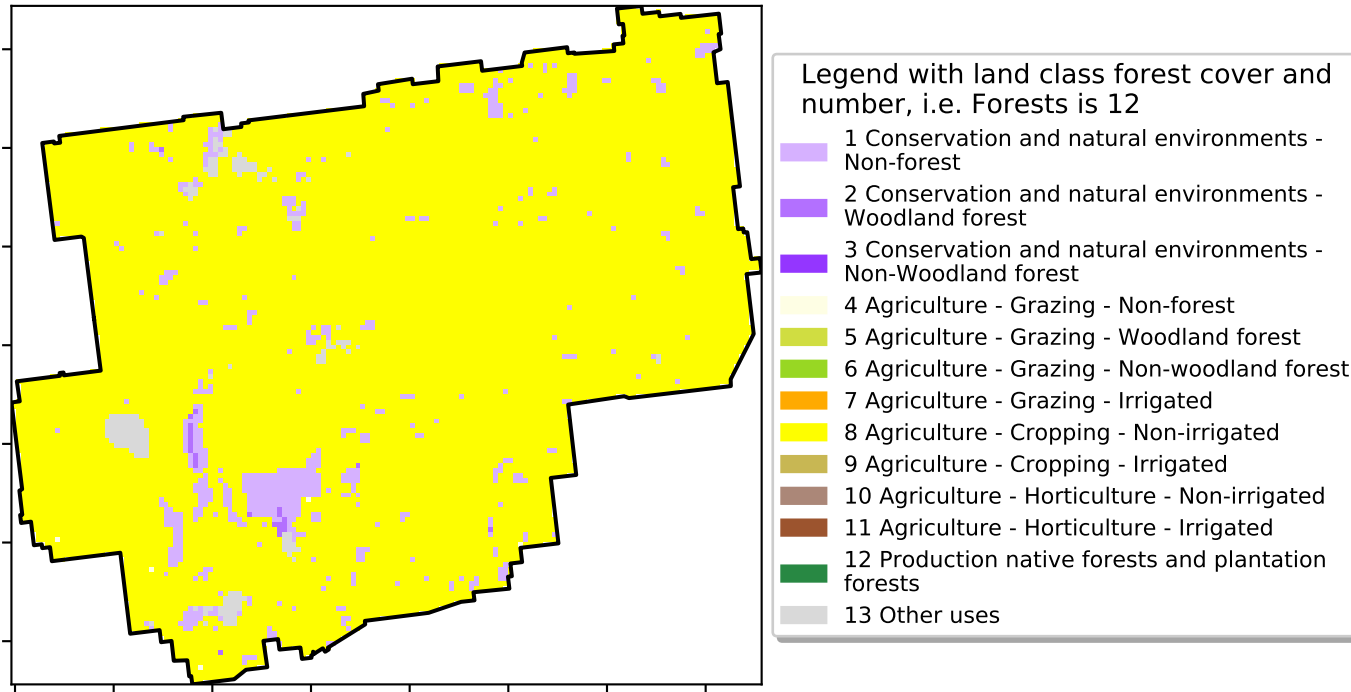 Legend with land class forest cover and
number, i.e. Forests is 12
1 Conservation and natural environments -
Non-forest
2 Conservation and natural environments -
Woodland forest
3 Conservation and natural environments -
Non-Woodland forest
4 Agriculture - Grazing - Non-forest
5 Agriculture - Grazing - Woodland forest
6 Agriculture - Grazing - Non-woodland forest
7 Agriculture - Grazing - Irrigated
8 Agriculture - Cropping - Non-irrigated
9 Agriculture - Cropping - Irrigated
10 Agriculture - Horticulture - Non-irrigated
11 Agriculture - Horticulture - Irrigated
12 Production native forests and plantation
forests
13 Other uses